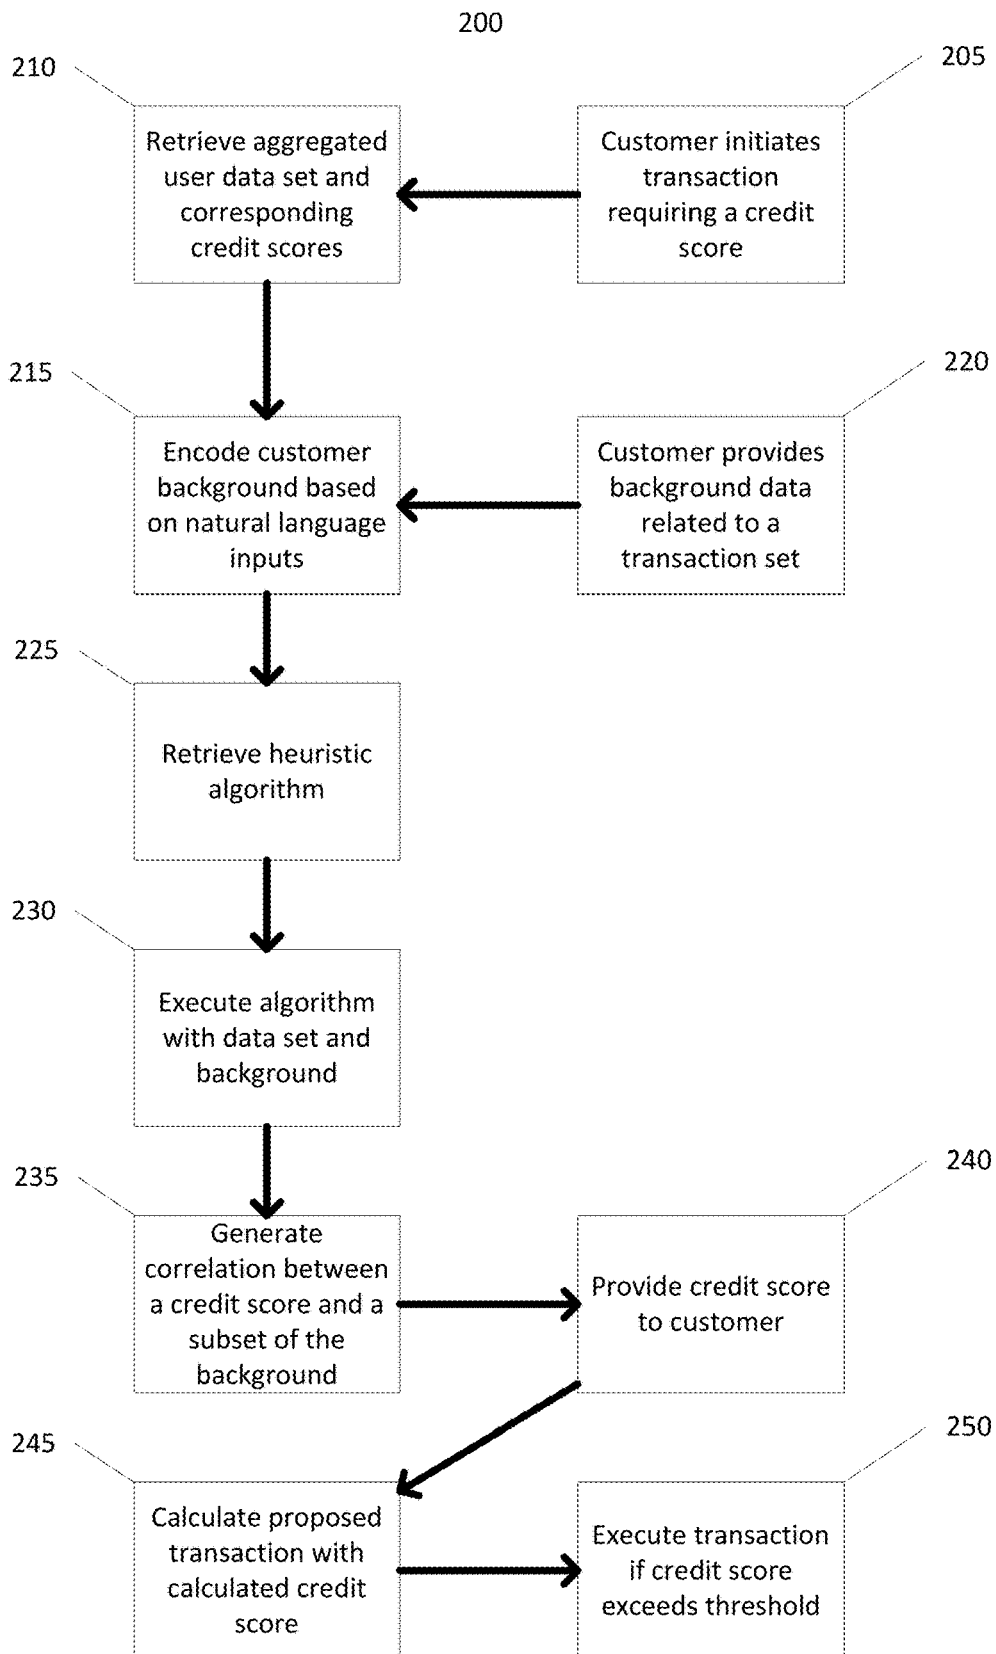 200
210
205
Retrieve aggregated
user data set and
corresponding
credit scores
Customer initiates
transaction
requiring a credit
score
215
220
Encode customer
background based
on natural language
inputs
Customer provides
background data
related to a
transaction set
225
Retrieve heuristic
algorithm
230
Execute algorithm
with data set and
background
235
240
Generate
correlation between
a credit score and a
subset of the
background
Provide credit score
to customer
245
250
Calculate proposed
transaction with
calculated credit
score
Execute transaction
if credit score
exceeds threshold